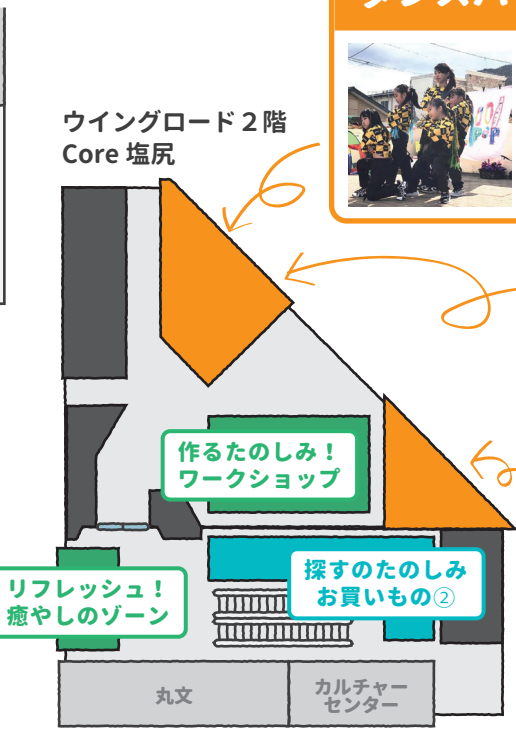 ウイングロード２階
Core 塩尻
作るたのしみ！
ワークショップ
探すのたのしみ
お買いもの②
リフレッシュ！
癒やしのゾーン
丸文
カルチャー
センター